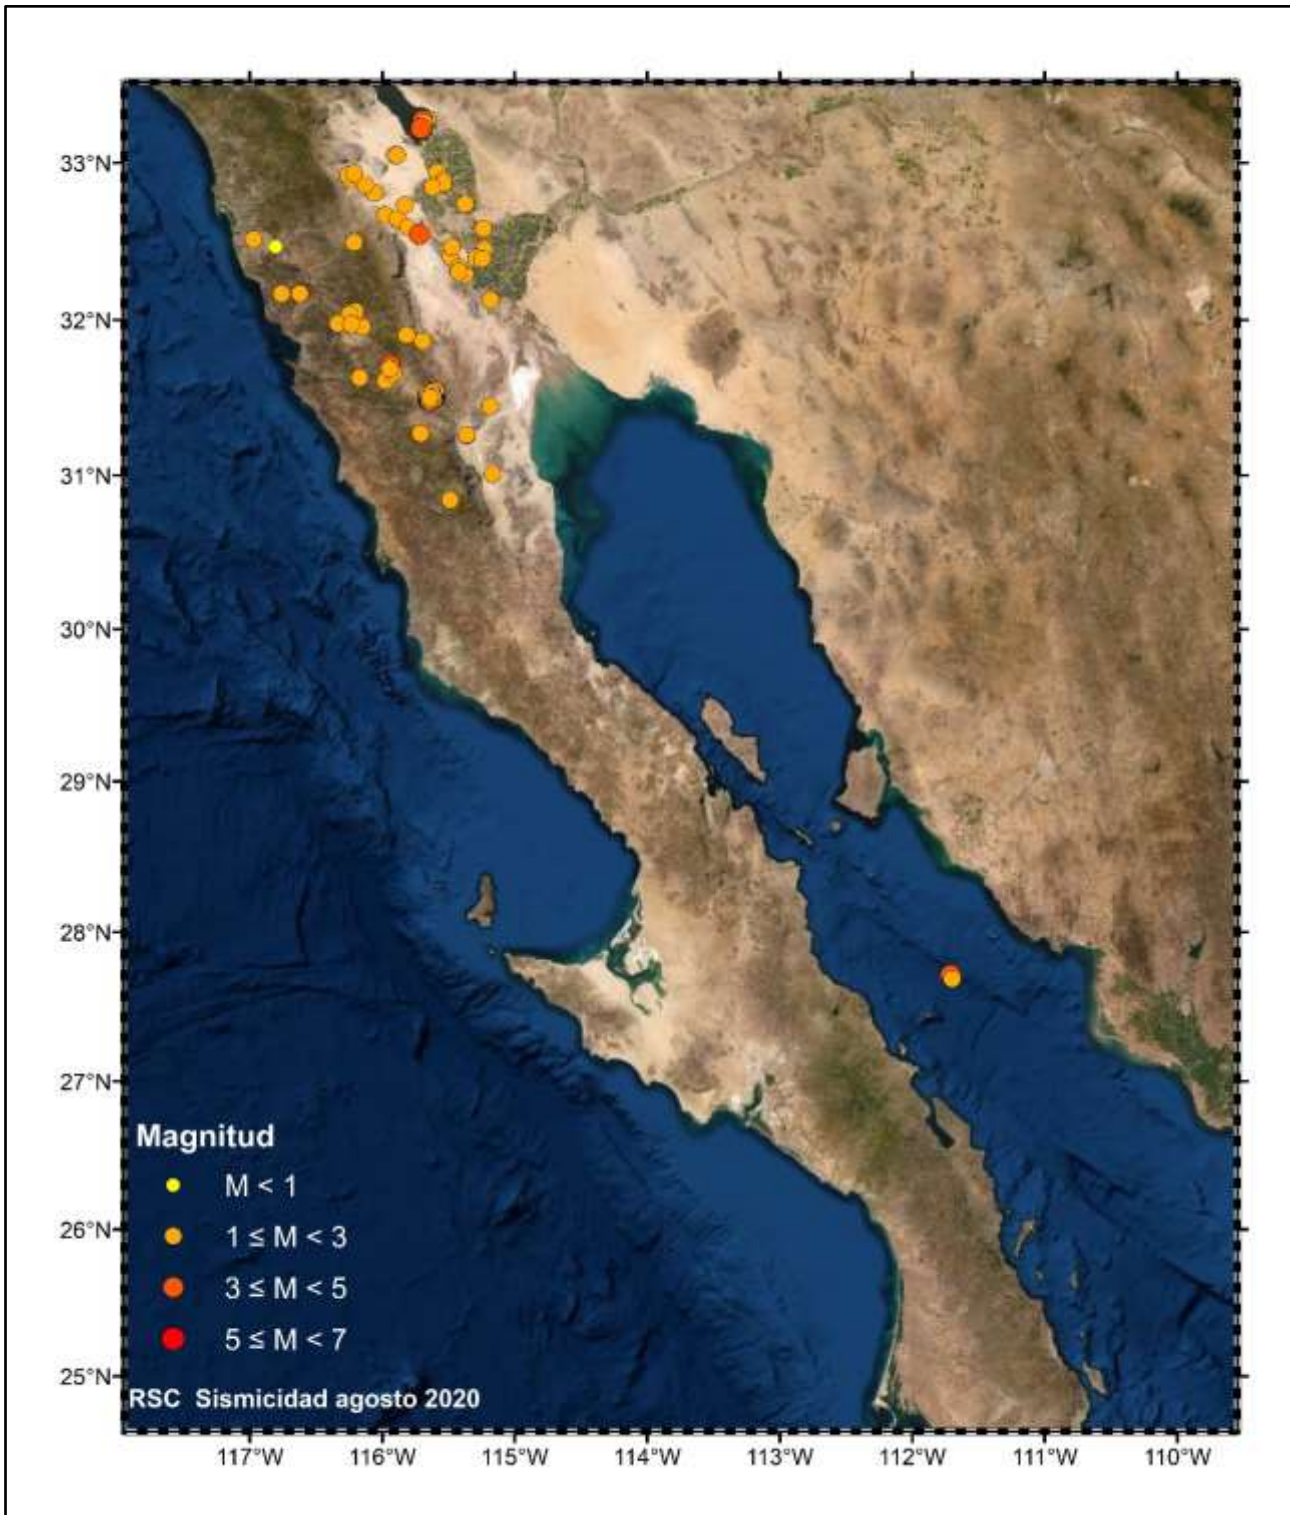 33°N
32°N
31°N
30°N
29°N
28°N
27°N
26°N
25°N
Magnitud
M < 1
1 ≤ M < 3
3 ≤ M < 5
5 ≤ M < 7
RSC Sismicidad agosto 2020
117°W 116°W 115°W 114°W 113°W 112°W 111°W 110°W